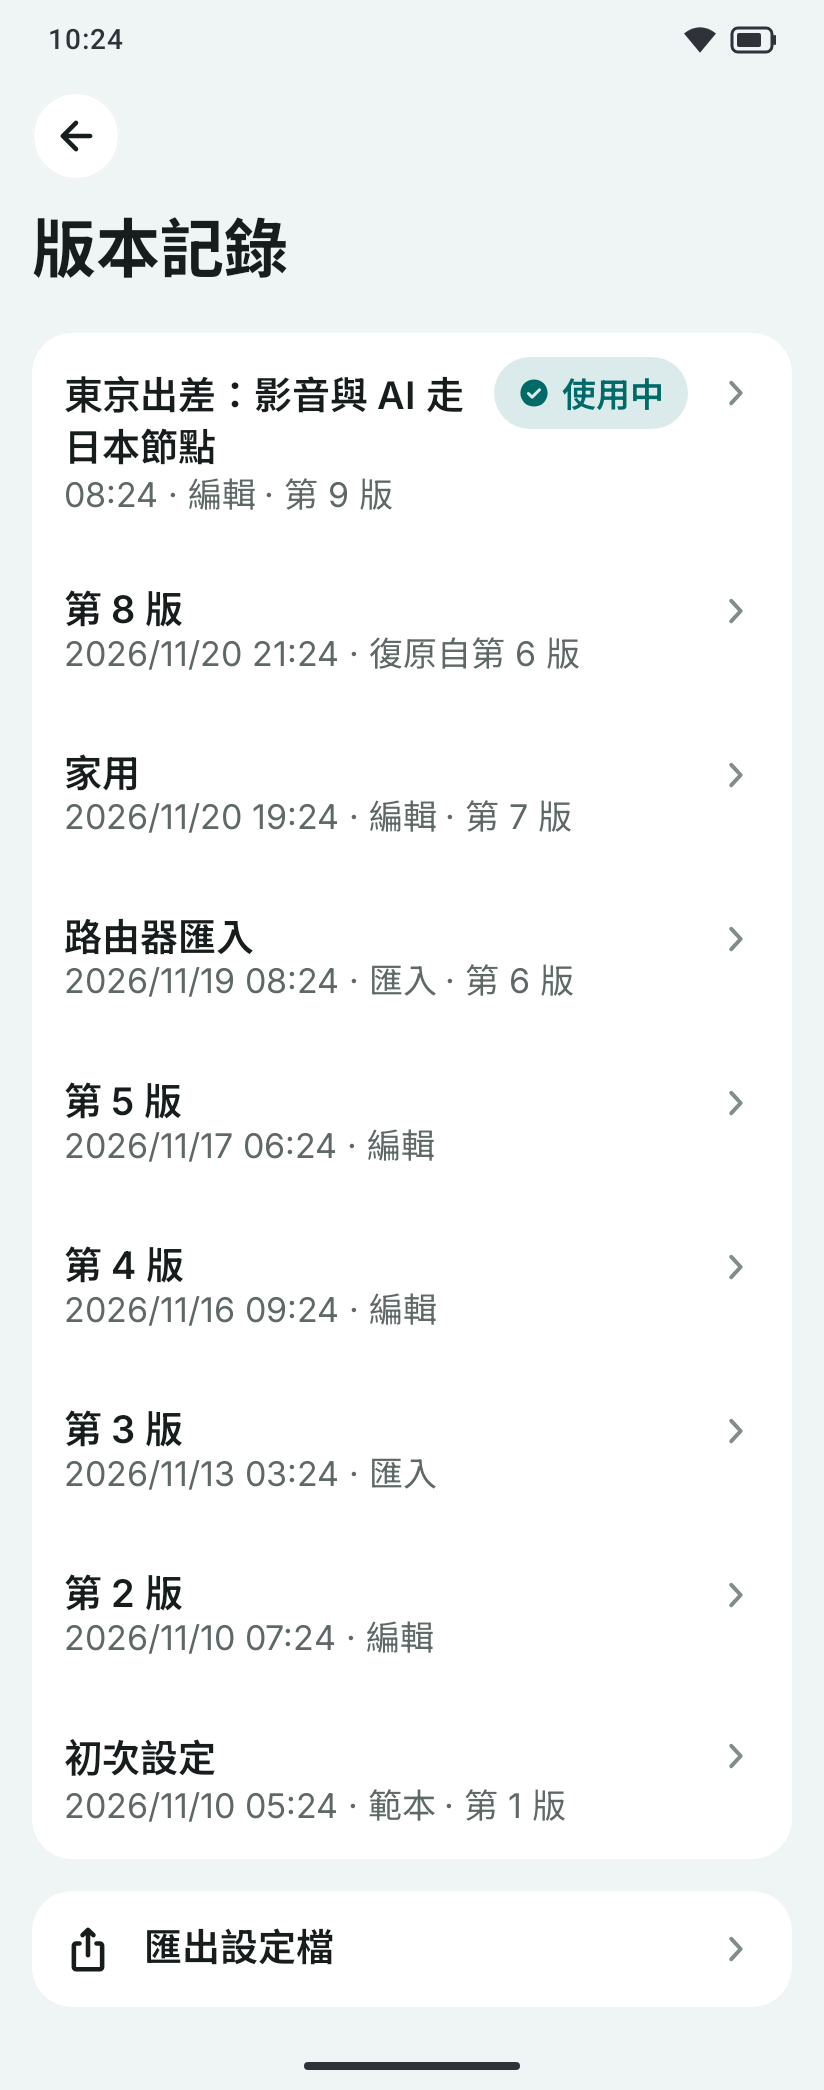 10:24
版本記錄
東京出差：影音與 AI 走
日本節點
使用中
08:24 · 編輯 · 第 9 版
第 8 版
2026/11/20 21:24 · 復原自第 6 版
家用
2026/11/20 19:24 · 編輯 · 第 7 版
路由器匯入
2026/11/19 08:24 · 匯入 · 第 6 版
第 5 版
2026/11/17 06:24 · 編輯
第 4 版
2026/11/16 09:24 · 編輯
第 3 版
2026/11/13 03:24 · 匯入
第 2 版
2026/11/10 07:24 · 編輯
初次設定
2026/11/10 05:24 · 範本 · 第 1 版
匯出設定檔